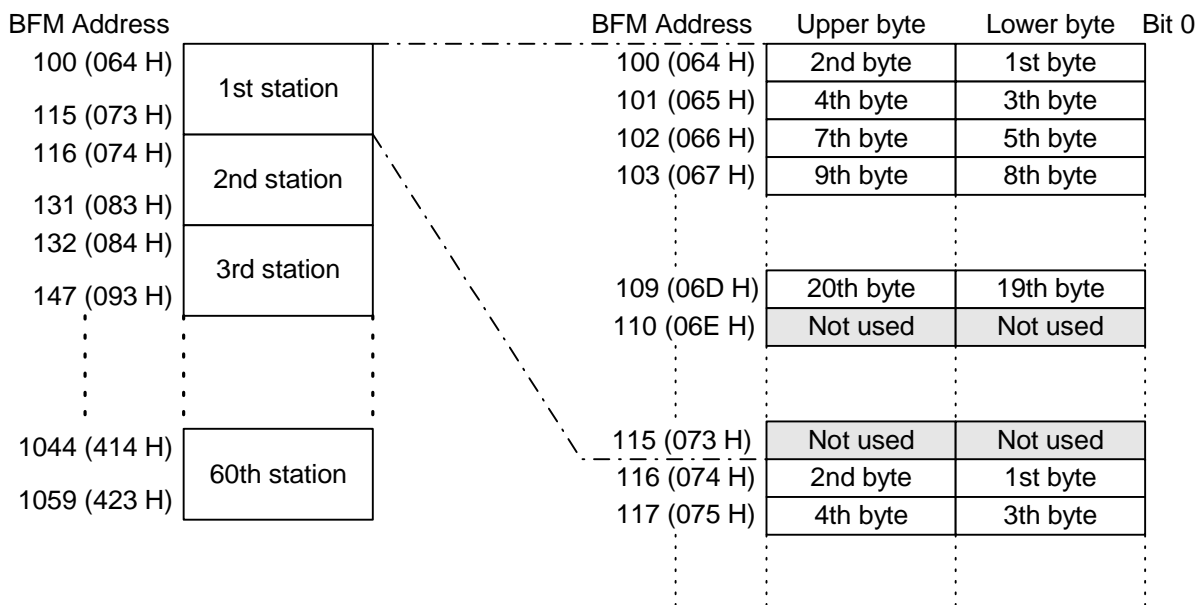 BFM Address
100 (064 H)
1st station
115 (073 H)
116 (074 H)
2nd station
131 (083 H)
132 (084 H)
3rd station
147 (093 H)
1044 (414 H)
60th station
1059 (423 H)
BFM Address Upper byte Lower byte Bit 0
100 (064 H) 2nd byte 1st byte
101 (065 H) 4th byte 3th byte
102 (066 H) 7th byte 5th byte
103 (067 H) 9th byte 8th byte
109 (06D H) 20th byte 19th byte
110 (06E H) Not used Not used
115 (073 H) Not used Not used
116 (074 H) 2nd byte 1st byte
117 (075 H) 4th byte 3th byte